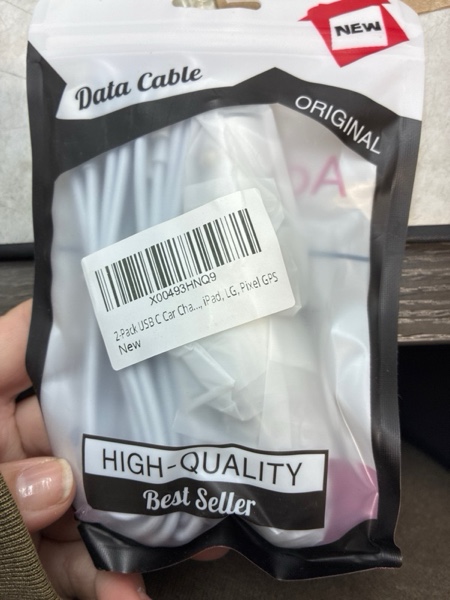 NEW
Data Cable
ORIGINAL
X00493HNQ9
2-Pack USB C Car Cha..., iPad, LG, Pixel GPS
New
HIGH-QUALITY
Best Seller